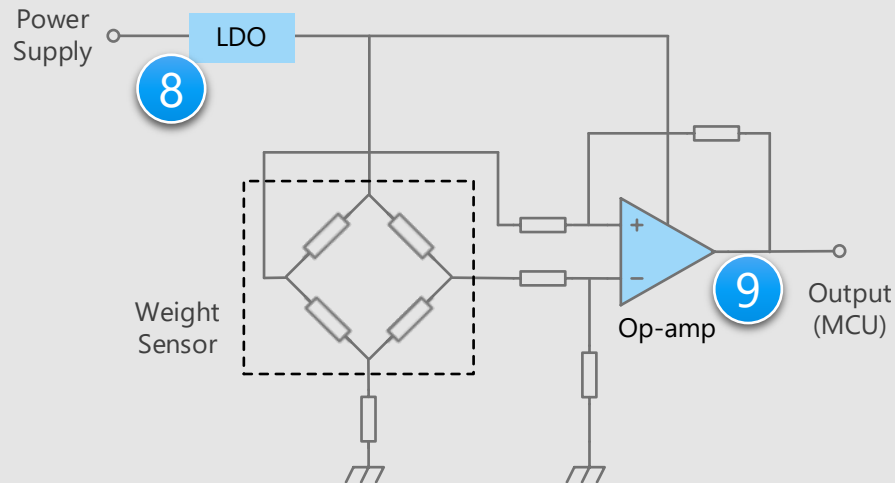 Power
Supply
LDO
8
+
−
Weight
Sensor
Op-amp
9
Output
(MCU)